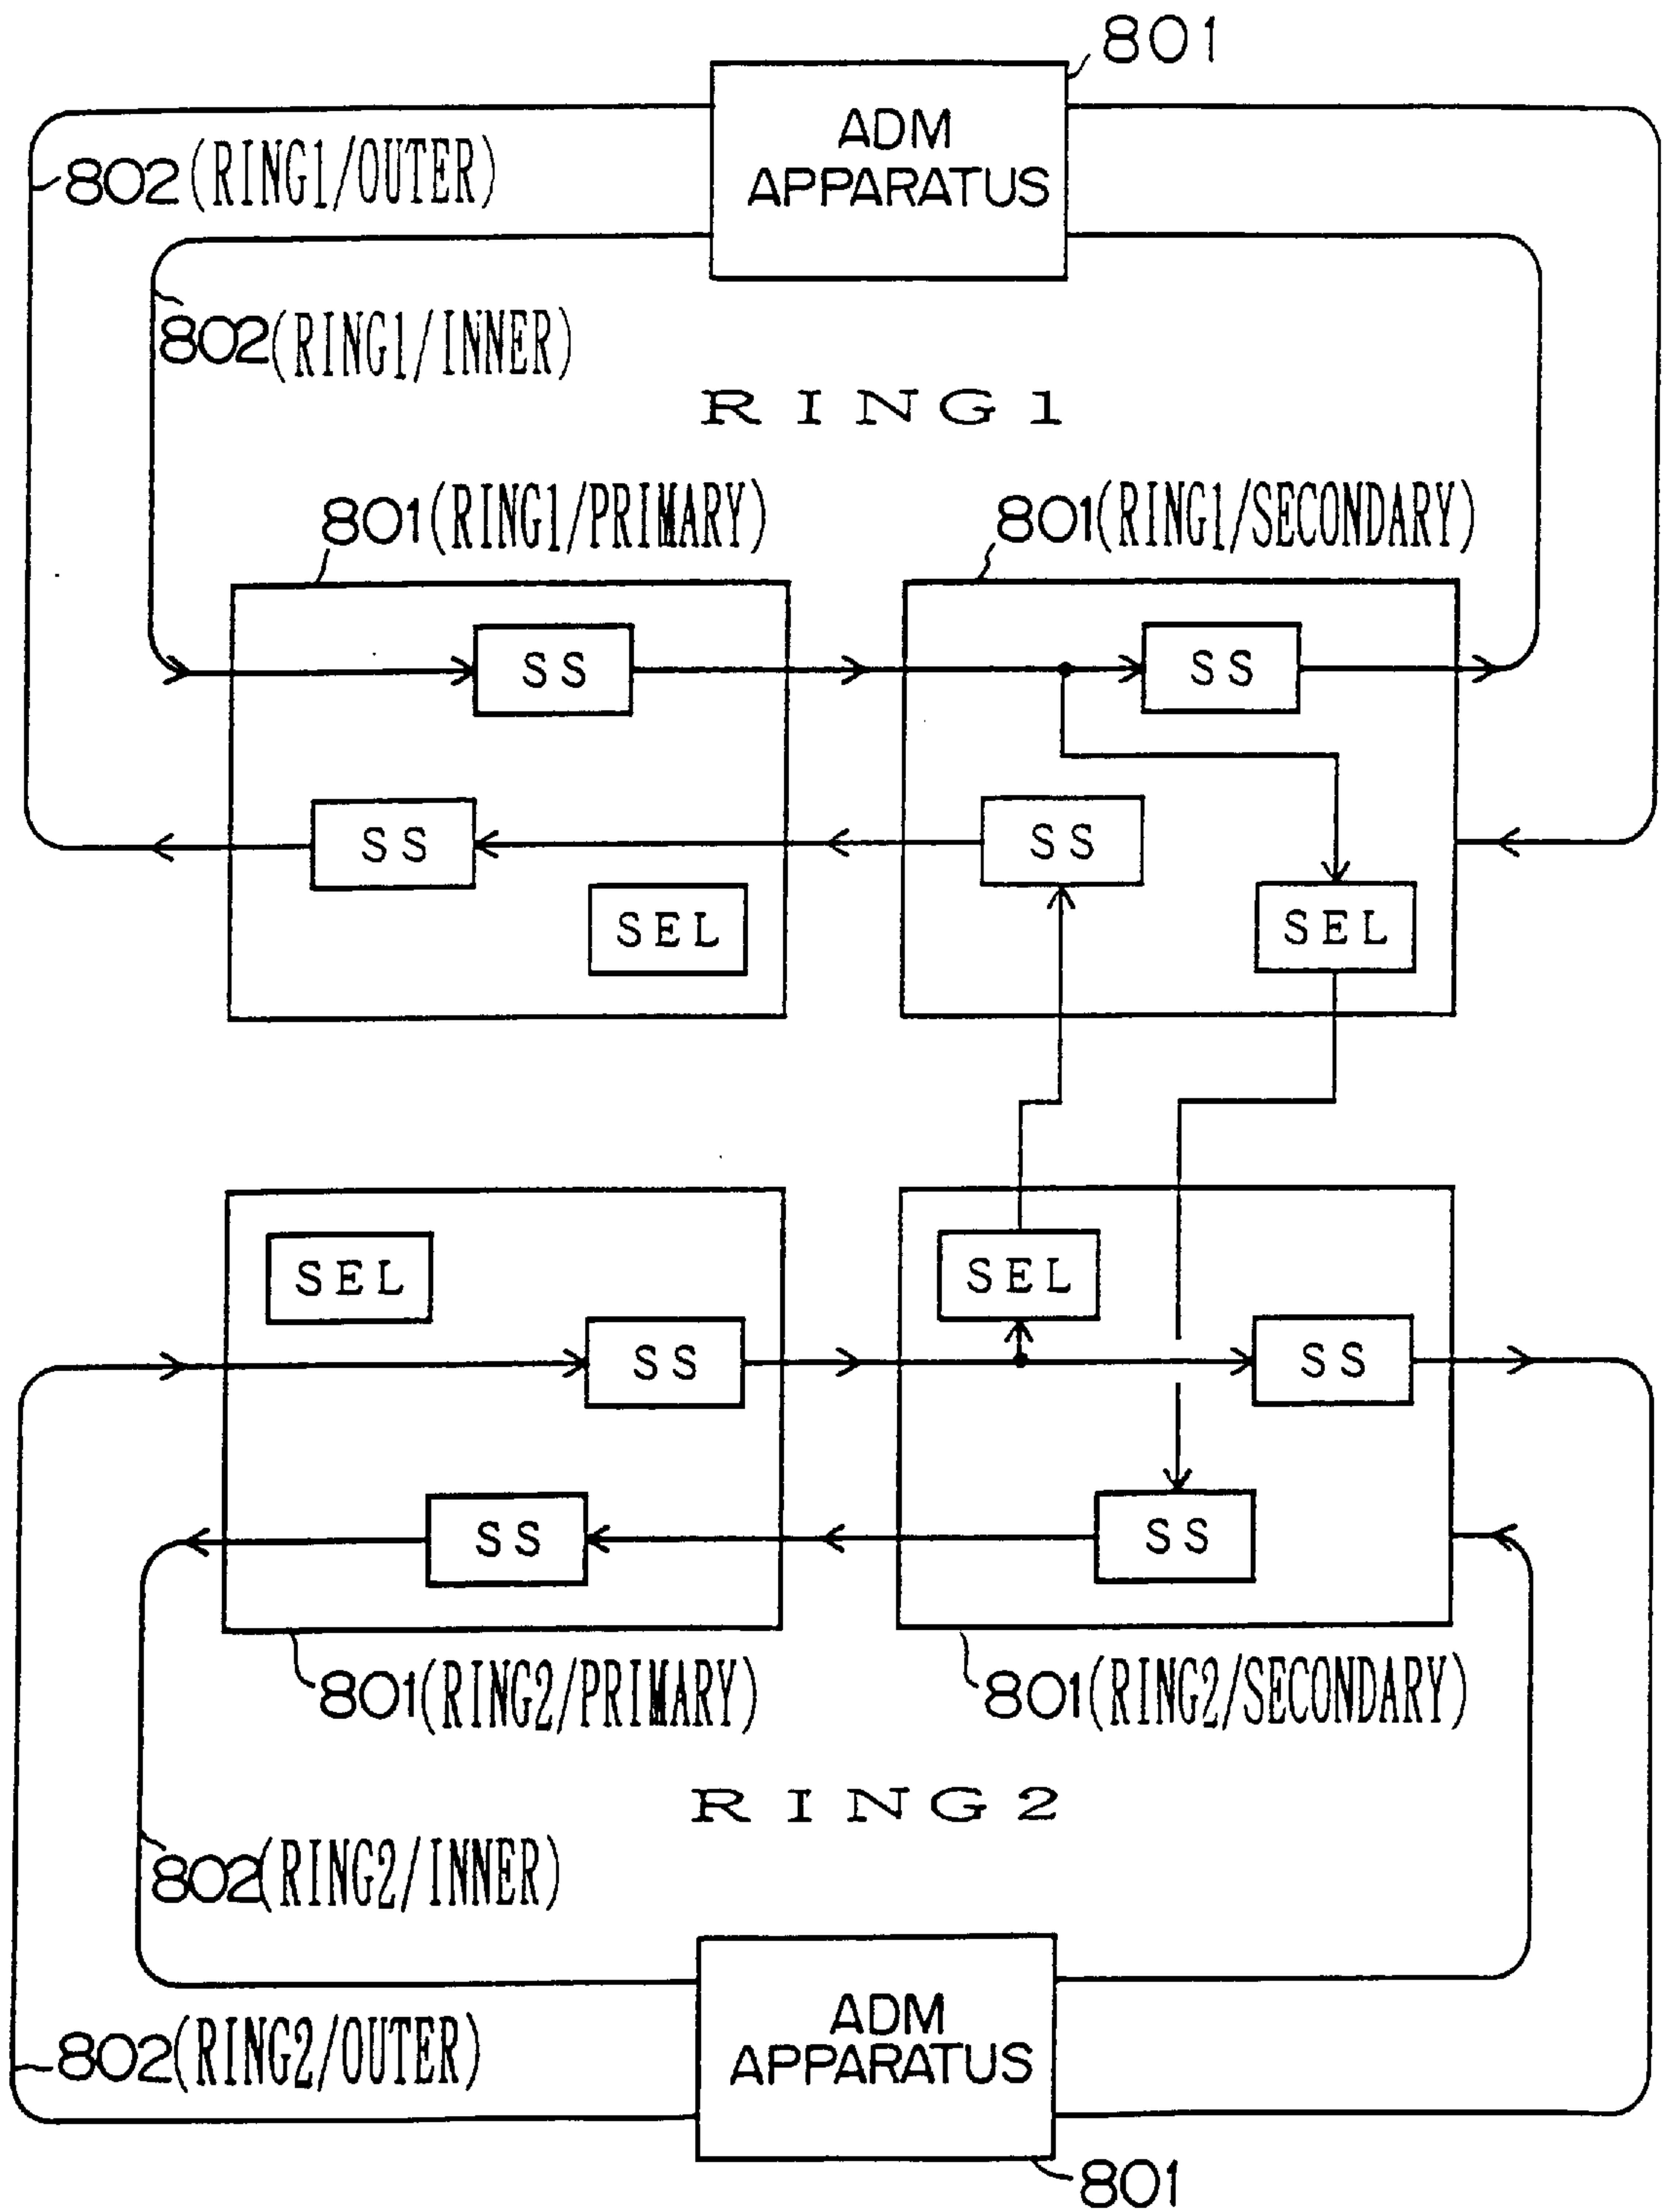 801
ADM
APPARATUS
802 (RING1/OUTER)
802 (RING1/INNER)
RING1
801 (RING1/PRIMARY)
801 (RING1/SECONDARY)
SS
SS
SS
SS
SEL
SEL
SEL
SEL
SS
SS
SS
SS
801 (RING2/PRIMARY)
801 (RING2/SECONDARY)
RING2
802 (RING2/INNER)
ADM
APPARATUS
802 (RING2/OUTER)
801